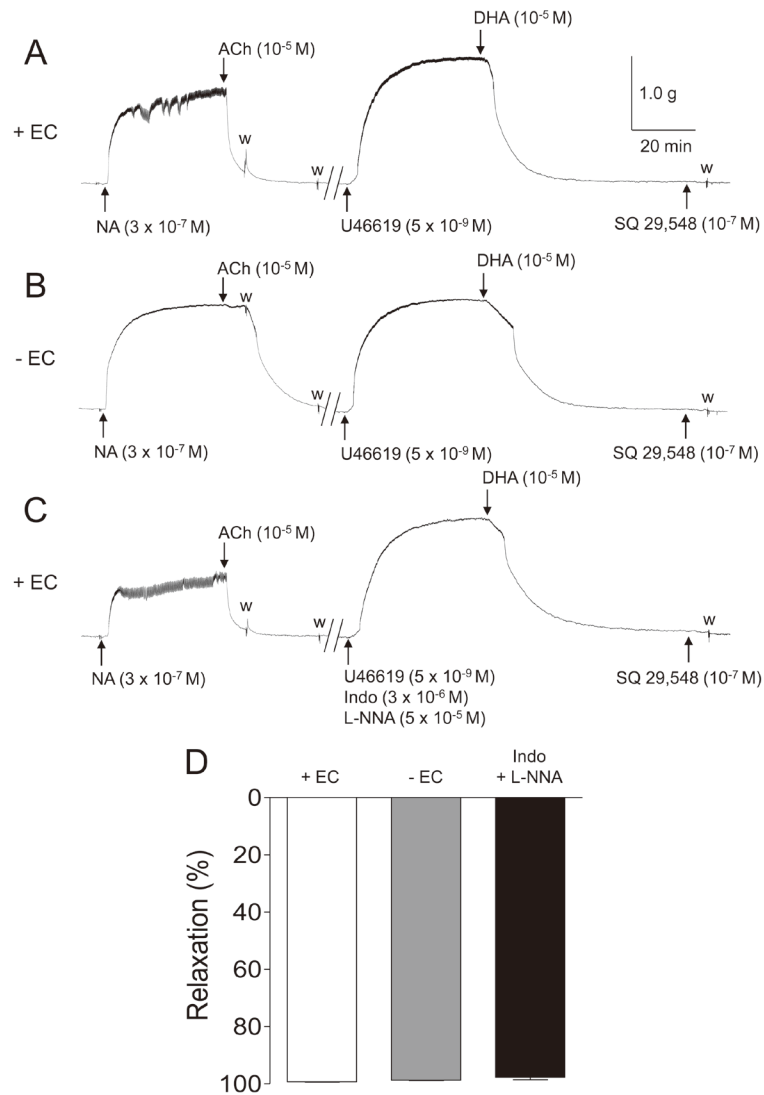 A
+ EC
ACh (10-5 M)
DHA (10-5 M)
1.0 g
20 min
w
w
w
NA (3 x 10-7 M)
U46619 (5 x 10-9 M)
SQ 29,548 (10-7 M)
B
- EC
ACh (10-5 M)
DHA (10-5 M)
w
w
w
NA (3 x 10-7 M)
U46619 (5 x 10-9 M)
SQ 29,548 (10-7 M)
C
+ EC
ACh (10-5 M)
DHA (10-5 M)
w
w
w
NA (3 x 10-7 M)
U46619 (5 x 10-9 M)
Indo (3 x 10-6 M)
L-NNA (5 x 10-5 M)
SQ 29,548 (10-7 M)
D
+ EC
- EC
Indo
+ L-NNA
Relaxation (%)
0
20
40
60
80
100